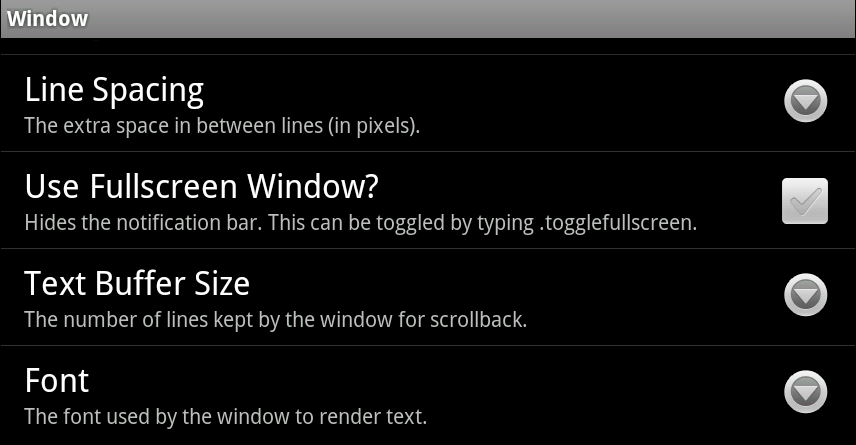 Window
Line Spacing
The extra space in between lines (in pixels).
Use Fullscreen Window?
Hides the notification bar. This can be toggled by typing .togglefullscreen.
Text Buffer Size
The number of lines kept by the window for scrollback.
Font
The font used by the window to render text.